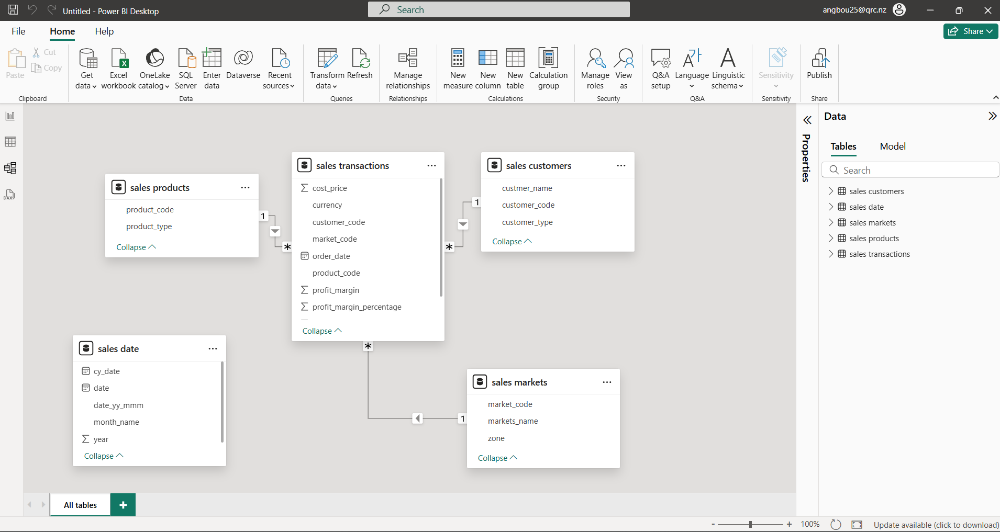 Untitled - Power BI Desktop
Search
angbou25@qrc.nz
File
Home
Help
Share
Paste
Cut
Copy
Clipboard
Get data
Excel workbook
OneLake catalog
SQL Server
Enter data
Dataverse
Recent sources
Data
Transform data
Refresh
Queries
Manage relationships
Relationships
New measure
New column
New table
Calculation group
Calculations
Manage roles
View as
Security
Q&A setup
Language
Linguistic schema
Q&A
Sensitivity
Sensitivity
Publish
Share
DAX
sales products
product_code
product_type
Collapse
1
*
sales transactions
cost_price
currency
customer_code
market_code
order_date
product_code
profit_margin
profit_margin_percentage
Collapse
*
1
*
sales customers
custmer_name
customer_code
customer_type
Collapse
sales date
cy_date
date
date_yy_mmm
month_name
year
Collapse
1
sales markets
market_code
markets_name
zone
Collapse
Properties
Data
Tables
Model
Search
sales customers
sales date
sales markets
sales products
sales transactions
All tables
+
- + 100%
Update available (click to download)